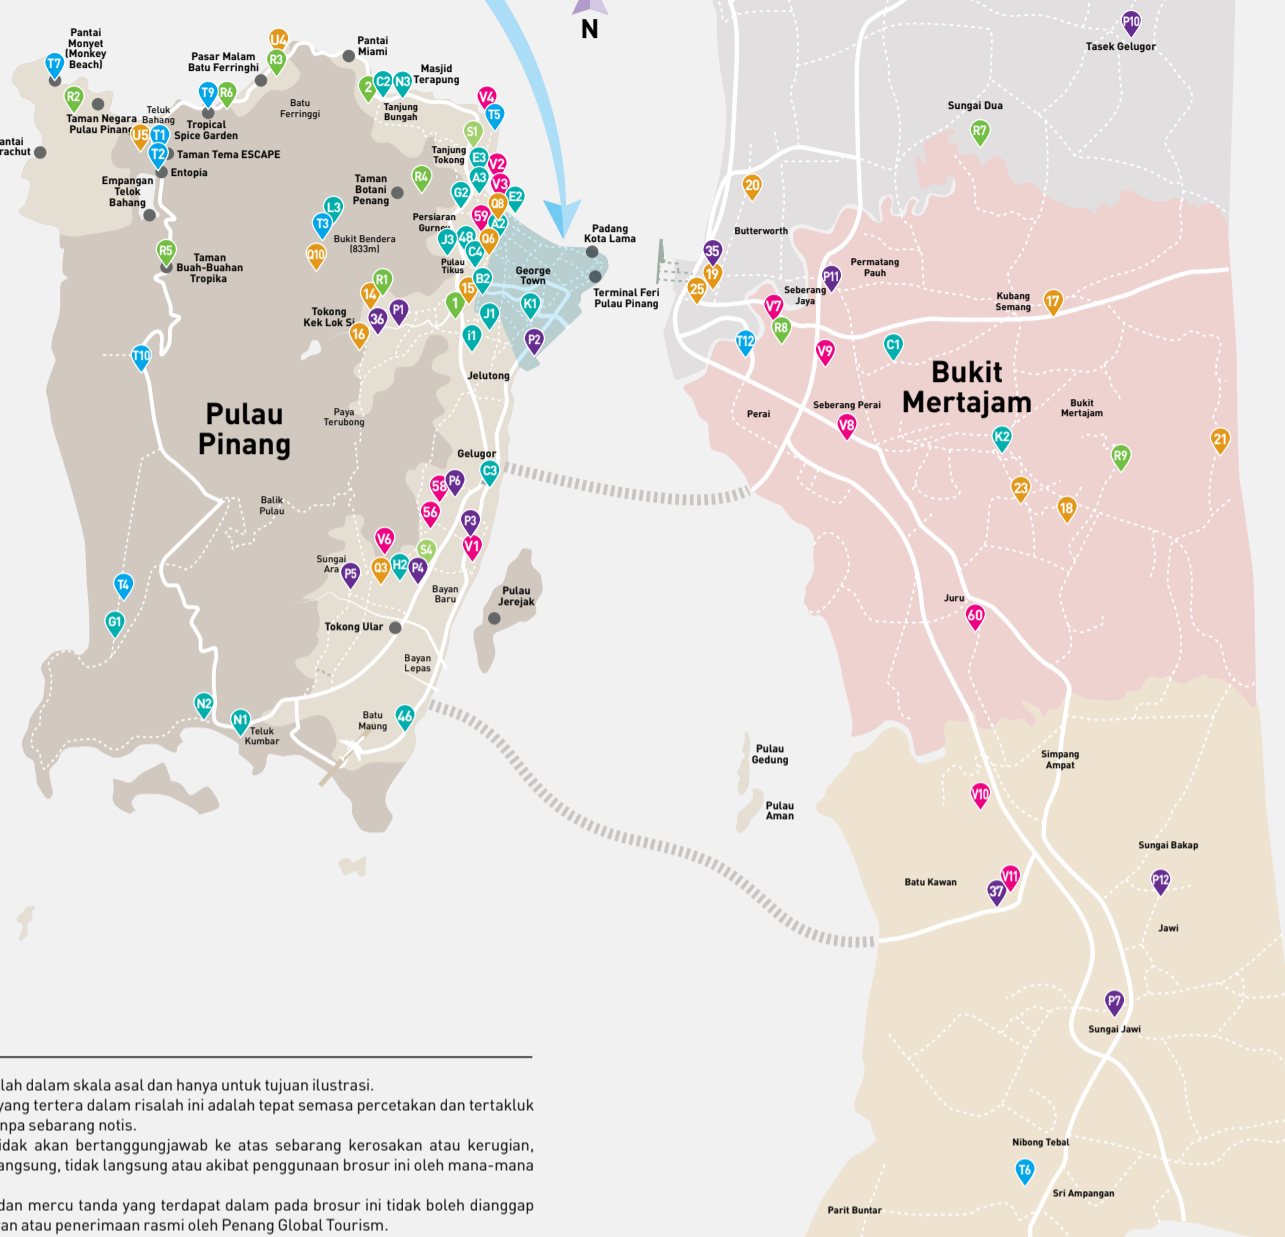 N
P10
Tasek Gelugor
Pantai
Monyet
(Monkey
Beach)
T7
R2
Taman Negara
Pulau Pinang
Pasar Malam
Batu Ferringhi
U4
R3
Pantai
Miami
Masjid
Terapung
2
C2
N3
Tanjung
Bungah
V4
T5
T9
R6
Tropical
Spice Garden
Batu
Ferringgi
Teluk
Bahang
U5
T1
T2
Taman Tema ESCAPE
Entopia
Empangan
Telok
Bahang
R5
Taman
Buah-Buahan
Tropika
S1
Tanjung
Tokong
E3
V2
A3
V3
G2
Q8
E2
59
A2
R4
Taman
Botani
Penang
Persiaran
Gurney
L3
T3
Bukit Bendera
(833m)
Q10
J3
48
Q6
C4
Pulau
Tikus
B2
15
1
George
Town
K1
J1
i1
P2
Padang
Kota Lama
Terminal Feri
Pulau Pinang
R1
14
P1
36
Tokong
Kek Lok Si
16
T10
Jelutong
Pulau
Pinang
Paya
Terubong
Gelugor
C3
58
P6
56
P3
V1
V6
S4
Q3
H2
P4
Sungai
Ara
P5
Balik
Pulau
T4
G1
Bayan
Baru
Pulau
Jerejak
Tokong Ular
Bayan
Lepas
N2
N1
Teluk
Kumbar
Batu
Maung
46
Sungai Dua
R7
20
Butterworth
35
19
25
Permatang
Pauh
P11
Seberang
Jaya
V7
R8
T12
V9
C1
Kubang
Semang
17
Bukit
Mertajam
Bukit
Mertajam
Perai
Seberang Perai
V8
K2
R9
21
23
18
Juru
60
Simpang
Ampat
V10
Pulau
Gedung
Pulau
Aman
Batu Kawan
V11
37
Sungai Bakap
P12
Jawi
P7
Sungai Jawi
Nibong Tebal
T6
Sri Ampangan
Parit Buntar
lah dalam skala asal dan hanya untuk tujuan ilustrasi.
yang tertera dalam risalah ini adalah tepat semasa percetakan dan tertakluk
npa sebarang notis.
idak akan bertanggungjawab ke atas sebarang kerosakan atau kerugian,
angsung, tidak langsung atau akibat penggunaan brosur ini oleh mana-mana
dan mercu tanda yang terdapat dalam pada brosur ini tidak boleh dianggap
an atau penerimaan rasmi oleh Penang Global Tourism.